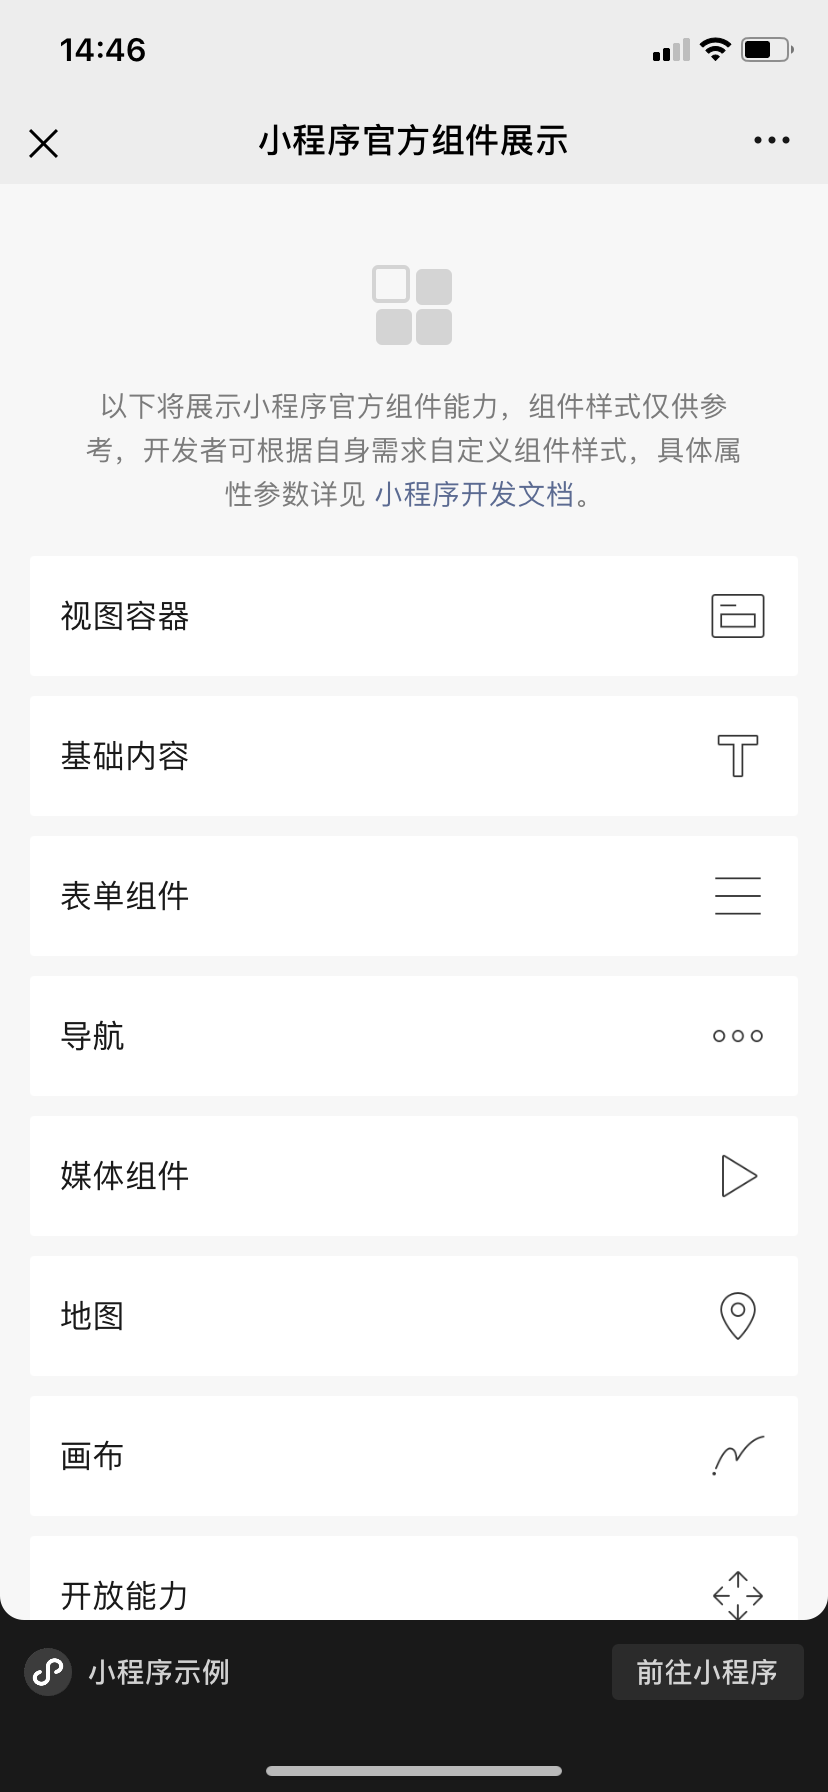 14:46
小程序官方组件展示
以下将展示小程序官方组件能力，组件样式仅供参
考，开发者可根据自身需求自定义组件样式，具体属
性参数详见 小程序开发文档。
视图容器
基础内容
表单组件
导航
媒体组件
地图
画布
开放能力
小程序示例
前往小程序